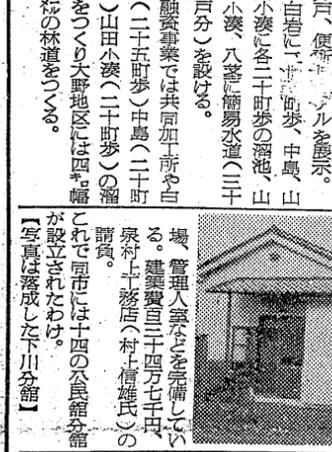 戸、便所 ルを展示。
白岩に 町歩、中島、山
小湊に各二十町歩の溜池、山
小湊、八茎に簡易水道（三十
戸分）を設ける。
融資事業では共同加工所や白
（二十五町歩）中島（二十町
）山田小湊（二十町歩）の溜
をつくり大野地区には四㌔幅
の林道をつくる。
場、管理人室などを完備してい
る。建築費百三十四万七千円、
泉村上工務店（村上信雄氏）の
請負。
これで同市には十四の公民館分館
が設立されたわけ。
【写真は落成した下川分館】